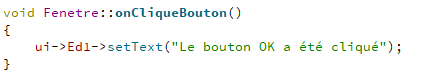 void Fenetre::onCliqueBouton()
{
    ui->Ed1->setText("Le bouton OK a été cliqué");
}